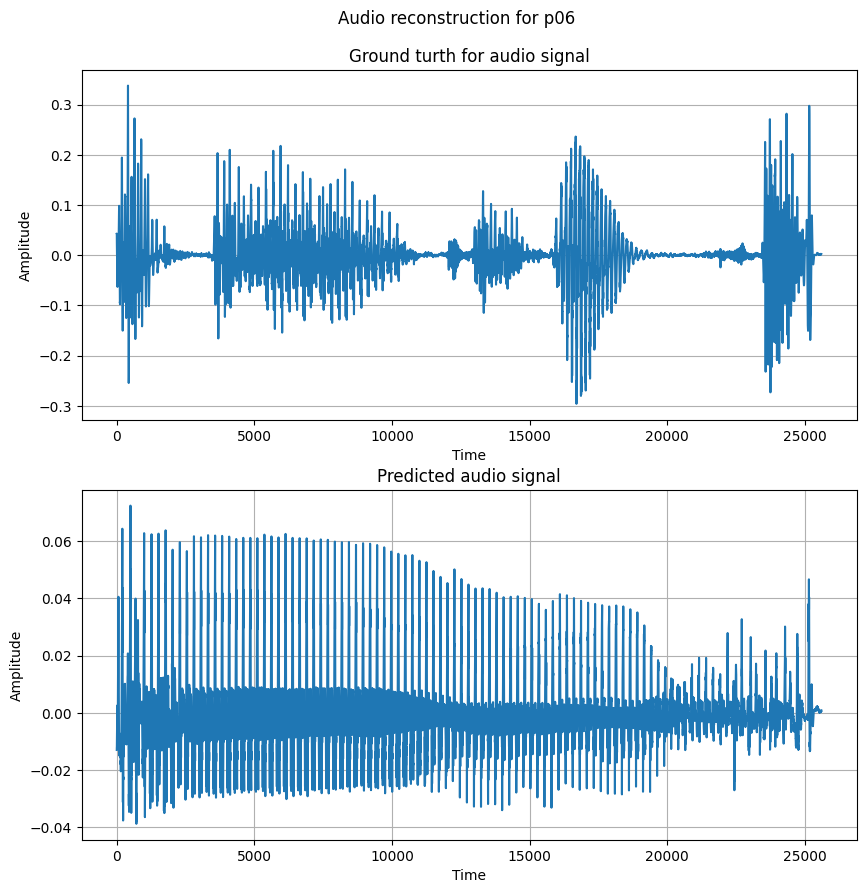 Audio reconstruction for p06
Ground turth for audio signal
0.3
0.2
0.1
0.0
−0.1
−0.2
−0.3
Amplitude
0 5000 10000 15000 20000 25000
Time
Predicted audio signal
0.06
0.04
0.02
0.00
−0.02
−0.04
Amplitude
0 5000 10000 15000 20000 25000
Time